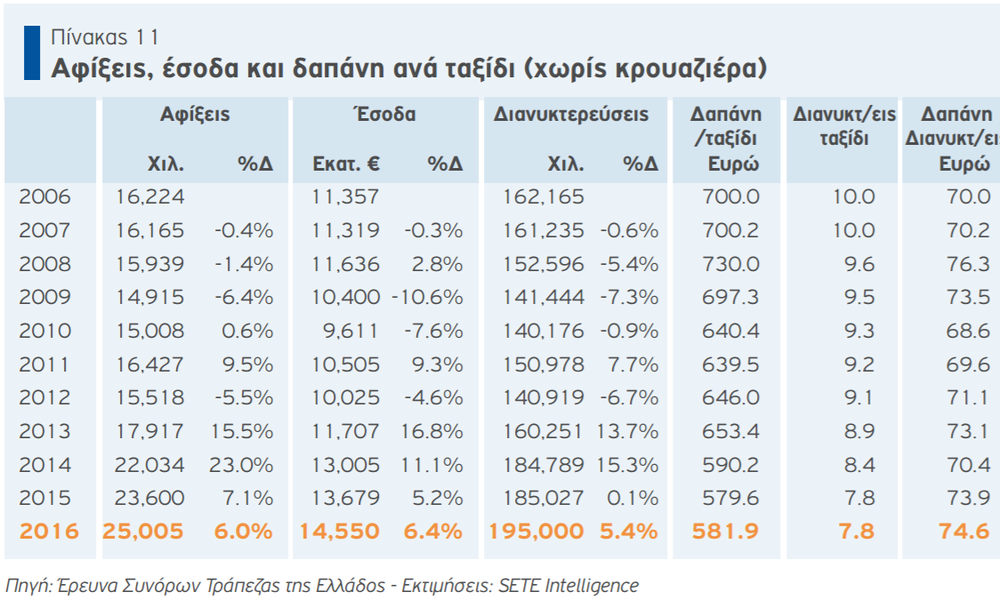 Πίνακας 11
Αφίξεις, έσοδα και δαπάνη ανά ταξίδι (χωρίς κρουαζιέρα)
Αφίξεις Έσοδα Διανυκτερεύσεις Δαπάνη Διανυκτ/εις Δαπάνη
/ταξίδι ταξίδι Διανυκτ/ει
Χιλ. %Δ Εκατ. € %Δ Χιλ. %Δ Ευρώ Ευρώ
2006 16,224 11,357 162,165 700.0 10.0 70.0
2007 16,165 -0.4% 11,319 -0.3% 161,235 -0.6% 700.2 10.0 70.2
2008 15,939 -1.4% 11,636 2.8% 152,596 -5.4% 730.0 9.6 76.3
2009 14,915 -6.4% 10,400 -10.6% 141,444 -7.3% 697.3 9.5 73.5
2010 15,008 0.6% 9,611 -7.6% 140,176 -0.9% 640.4 9.3 68.6
2011 16,427 9.5% 10,505 9.3% 150,978 7.7% 639.5 9.2 69.6
2012 15,518 -5.5% 10,025 -4.6% 140,919 -6.7% 646.0 9.1 71.1
2013 17,917 15.5% 11,707 16.8% 160,251 13.7% 653.4 8.9 73.1
2014 22,034 23.0% 13,005 11.1% 184,789 15.3% 590.2 8.4 70.4
2015 23,600 7.1% 13,679 5.2% 185,027 0.1% 579.6 7.8 73.9
2016 25,005 6.0% 14,550 6.4% 195,000 5.4% 581.9 7.8 74.6
Πηγή: Έρευνα Συνόρων Τράπεζας της Ελλάδος - Εκτιμήσεις: SETE Intelligence